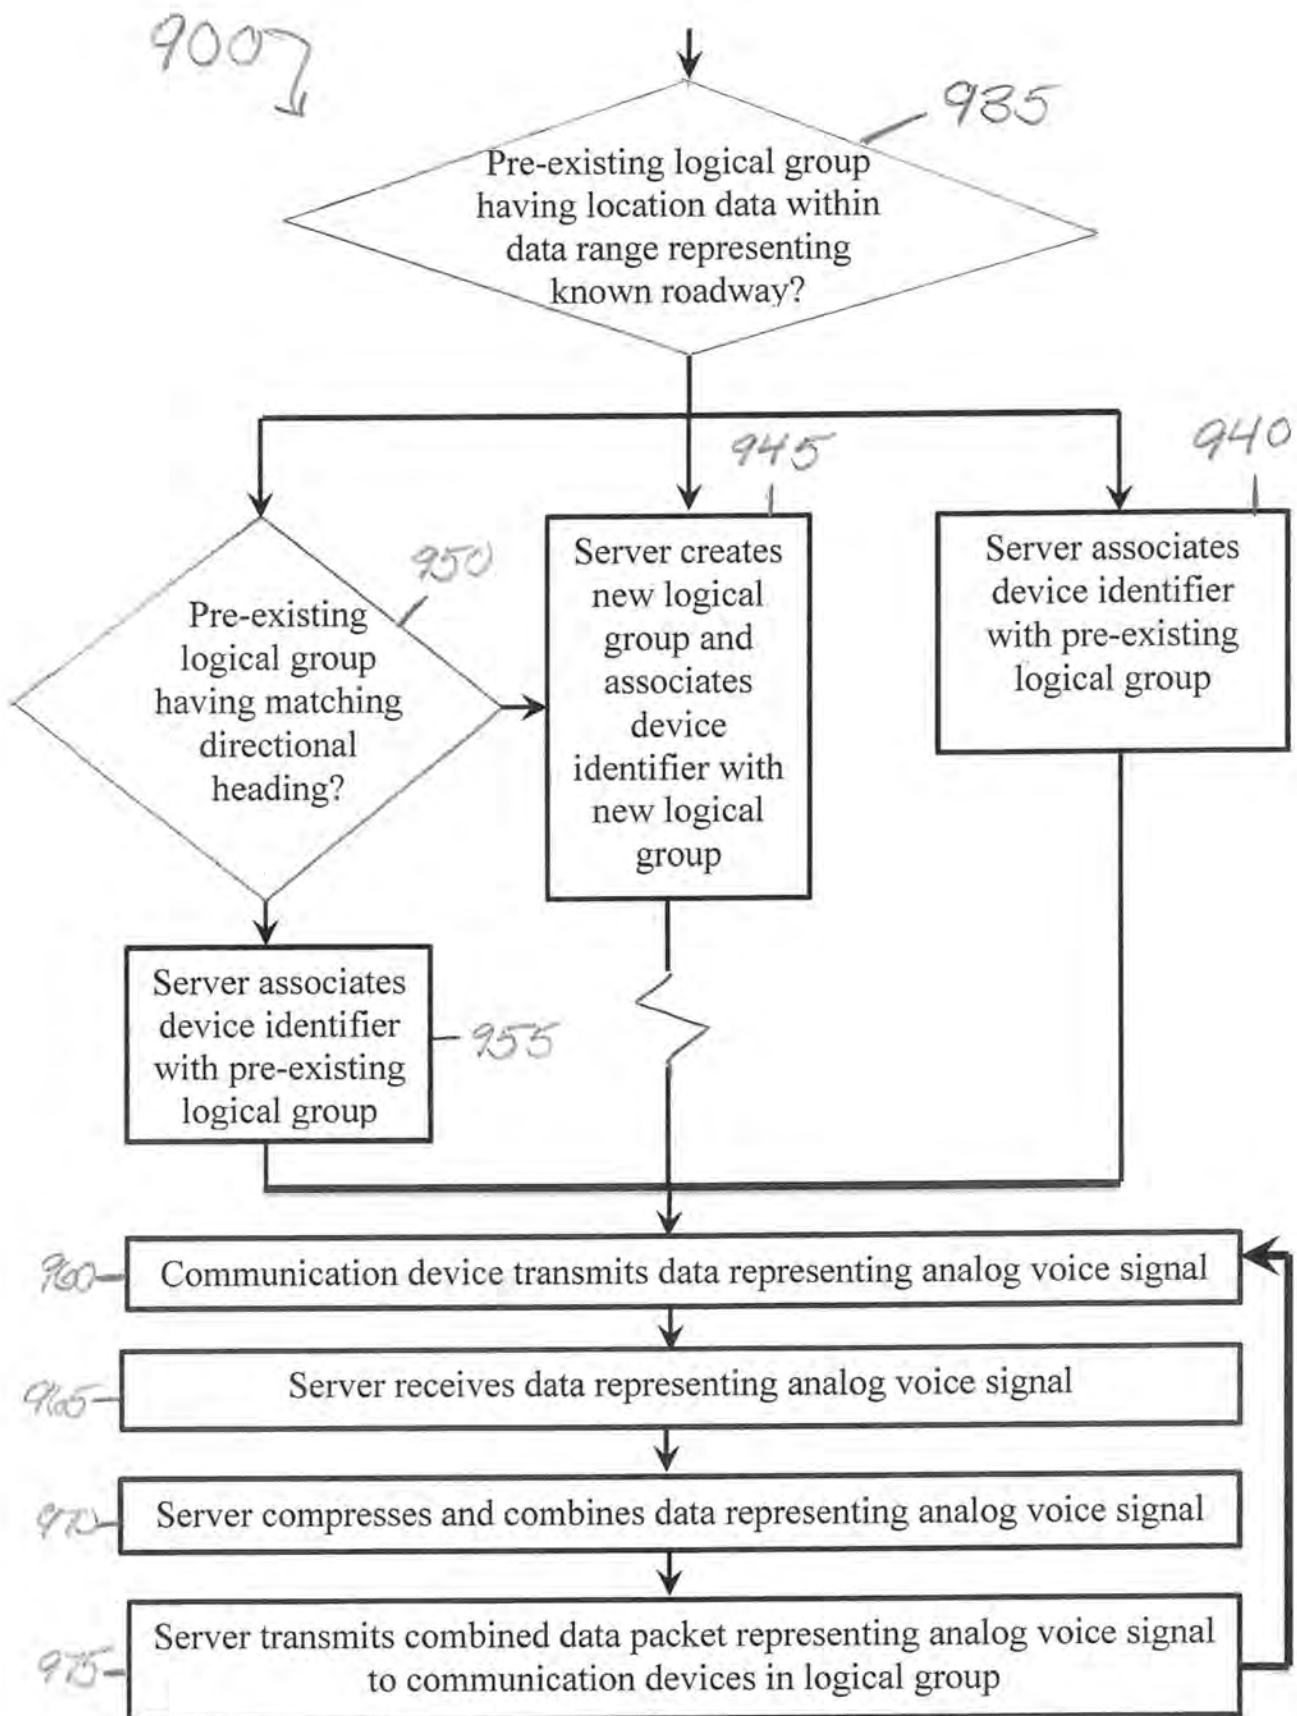 900
935
Pre-existing logical group
having location data within
data range representing
known roadway?
945
940
950
Pre-existing
logical group
having matching
directional
heading?
Server creates
new logical
group and
associates
device
identifier with
new logical
group
Server associates
device identifier
with pre-existing
logical group
Server associates
device identifier
with pre-existing
logical group
955
960
Communication device transmits data representing analog voice signal
965
Server receives data representing analog voice signal
970
Server compresses and combines data representing analog voice signal
975
Server transmits combined data packet representing analog voice signal
to communication devices in logical group